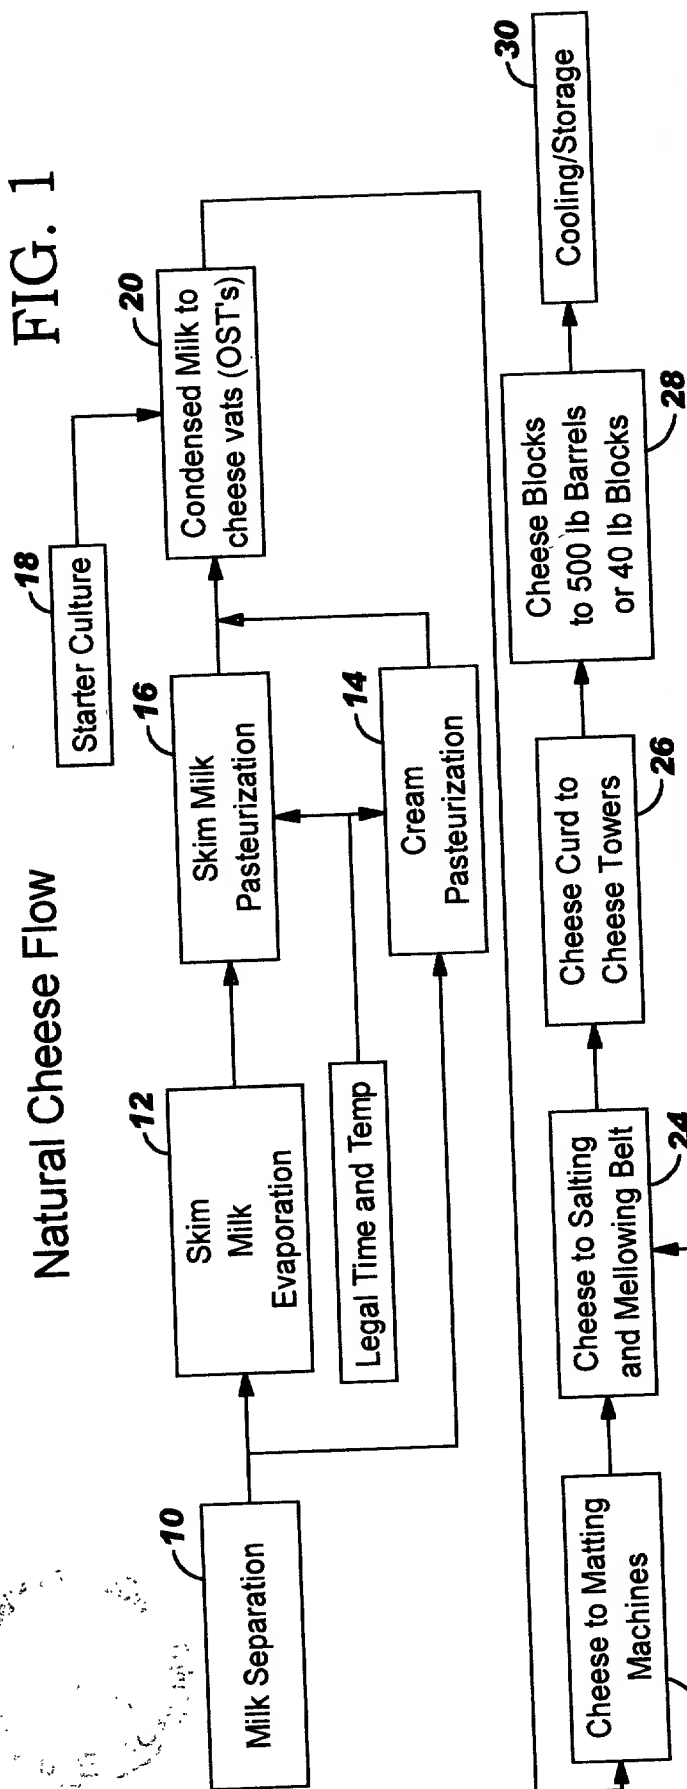 Natural Cheese Flow
FIG. 1
10
Milk Separation
12
Skim
Milk
Evaporation
Legal Time and Temp
16
Skim Milk
Pasteurization
14
Cream
Pasteurization
18
Starter Culture
20
Condensed Milk to
cheese vats (OST's)
Cheese to Matting
Machines
Cheese to Salting
and Mellowing Belt
24
Cheese Curd to
Cheese Towers
26
Cheese Blocks
to 500 lb Barrels
or 40 lb Blocks
28
Cooling/Storage
30